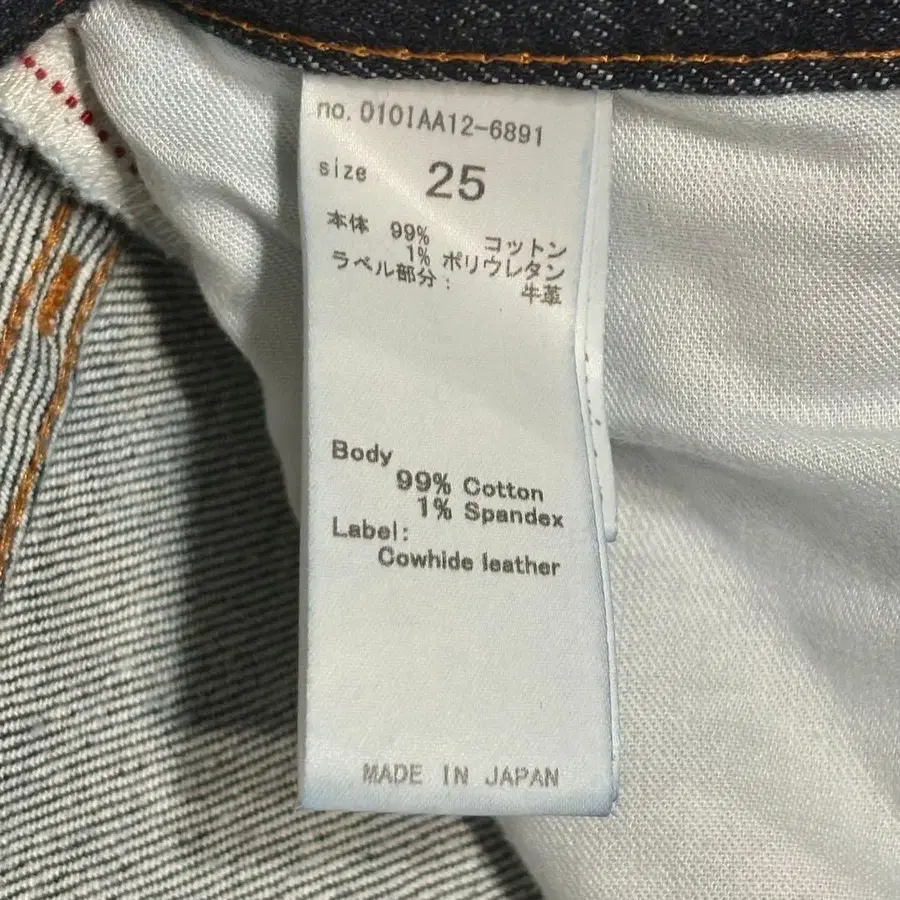 no. 0101AA12-6891
size 25
本体 99% コットン
1% ポリウレタン
ラベル部分: 牛革
Body
99% Cotton
1% Spandex
Label:
Cowhide leather
MADE IN JAPAN